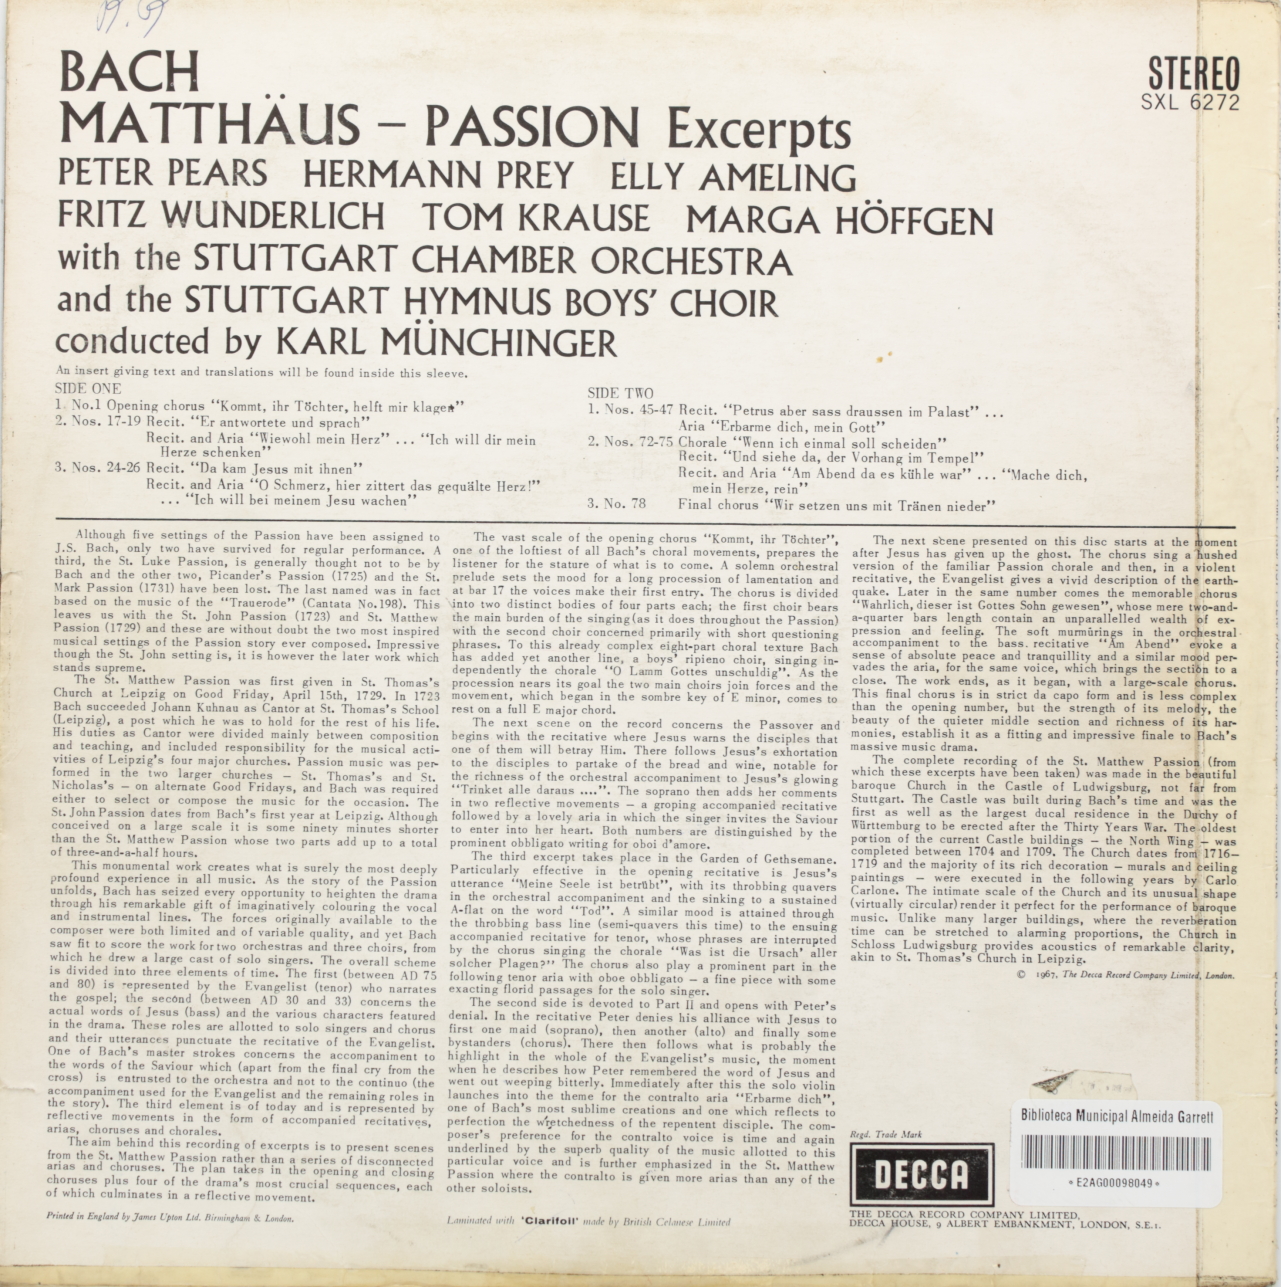 BACH
MATTHÄUS – PASSION Excerpts
PETER PEARS HERMANN PREY ELLY AMELING
FRITZ WUNDERLICH TOM KRAUSE MARGA HÖFFGEN
with the STUTTGART CHAMBER ORCHESTRA
and the STUTTGART HYMNUS BOYS' CHOIR
conducted by KARL MÜNCHINGER
STEREO
SXL 6272
An insert giving text and translations will be found inside this sleeve.
SIDE ONE
1. No.1 Opening chorus "Kommt, ihr Töchter, helft mir klagen"
2. Nos. 17-19 Recit. "Er antwortete und sprach"
Recit. and Aria "Wiewohl mein Herz" ... "Ich will dir mein
Herze schenken"
3. Nos. 24-26 Recit. "Da kam Jesus mit ihnen"
Recit. and Aria "O Schmerz, hier zittert das gequälte Herz!"
... "Ich will bei meinem Jesu wachen"
SIDE TWO
1. Nos. 45-47 Recit. "Petrus aber sass draussen im Palast" ...
Aria "Erbarme dich, mein Gott"
2. Nos. 72-75 Chorale "Wenn ich einmal soll scheiden"
Recit. "Und siehe da, der Vorhang im Tempel"
Recit. and Aria "Am Abend da es kühle war" ... "Mache dich,
mein Herze, rein"
3. No. 78 Final chorus "Wir setzen uns mit Tränen nieder"
Although five settings of the Passion have been assigned to
J.S. Bach, only two have survived for regular performance. A
third, the St. Luke Passion, is generally thought not to be by
Bach and the other two, Picander's Passion (1725) and the St.
Mark Passion (1731) have been lost. The last named was in fact
based on the music of the "Trauerode" (Cantata No.198). This
leaves us with the St. John Passion (1723) and St. Matthew
Passion (1729) and these are without doubt the two most inspired
musical settings of the Passion story ever composed. Impressive
though the St. John setting is, it is however the later work which
stands supreme.
The St. Matthew Passion was first given in St. Thomas's
Church at Leipzig on Good Friday, April 15th, 1729. In 1723
Bach succeeded Johann Kuhnau as Cantor at St. Thomas's School
(Leipzig), a post which he was to hold for the rest of his life.
His duties as Cantor were divided mainly between composition
and teaching, and included responsibility for the musical acti-
vities of Leipzig's four major churches. Passion music was per-
formed in the two larger churches – St. Thomas's and St.
Nicholas's – on alternate Good Fridays, and Bach was required
either to select or compose the music for the occasion. The
St. John Passion dates from Bach's first year at Leipzig. Although
conceived on a large scale it is some ninety minutes shorter
than the St. Matthew Passion whose two parts add up to a total
of three-and-a-half hours.
This monumental work creates what is surely the most deeply
profound experience in all music. As the story of the Passion
unfolds, Bach has seized every opportunity to heighten the drama
through his remarkable gift of imaginatively colouring the vocal
and instrumental lines. The forces originally available to the
composer were both limited and of variable quality, and yet Bach
saw fit to score the work for two orchestras and three choirs, from
which he drew a large cast of solo singers. The overall scheme
is divided into three elements of time. The first (between AD 75
and 80) is represented by the Evangelist (tenor) who narrates
the gospel; the second (between AD 30 and 33) concerns the
actual words of Jesus (bass) and the various characters featured
in the drama. These roles are allotted to solo singers and chorus
and their utterances punctuate the recitative of the Evangelist.
One of Bach's master strokes concerns the accompaniment to
the words of the Saviour which (apart from the final cry from the
cross) is entrusted to the orchestra and not to the continuo (the
accompaniment used for the Evangelist and the remaining roles in
the story). The third element is of today and is represented by
reflective movements in the form of accompanied recitatives,
arias, choruses and chorales.
The aim behind this recording of excerpts is to present scenes
from the St. Matthew Passion rather than a series of disconnected
arias and choruses. The plan takes in the opening and closing
choruses plus four of the drama's most crucial sequences, each
of which culminates in a reflective movement.
The vast scale of the opening chorus "Kommt, ihr Töchter",
one of the loftiest of all Bach's choral movements, prepares the
listener for the stature of what is to come. A solemn orchestral
prelude sets the mood for a long procession of lamentation and
at bar 17 the voices make their first entry. The chorus is divided
into two distinct bodies of four parts each; the first choir bears
the main burden of the singing (as it does throughout the Passion)
with the second choir concerned primarily with short questioning
phrases. To this already complex eight-part choral texture Bach
has added yet another line, a boys' ripieno choir, singing in-
dependently the chorale "O Lamm Gottes unschuldig". As the
procession nears its goal the two main choirs join forces and the
movement, which began in the sombre key of E minor, comes to
rest on a full E major chord.
The next scene on the record concerns the Passover and
begins with the recitative where Jesus warns the disciples that
one of them will betray Him. There follows Jesus's exhortation
to the disciples to partake of the bread and wine, notable for
the richness of the orchestral accompaniment to Jesus's glowing
"Trinket alle daraus ....". The soprano then adds her comments
in two reflective movements – a groping accompanied recitative
followed by a lovely aria in which the singer invites the Saviour
to enter into her heart. Both numbers are distinguished by the
prominent obbligato writing for oboi d'amore.
The third excerpt takes place in the Garden of Gethsemane.
Particularly effective in the opening recitative is Jesus's
utterance "Meine Seele ist betrübt", with its throbbing quavers
in the orchestral accompaniment and the sinking to a sustained
A-flat on the word "Tod". A similar mood is attained through
the throbbing bass line (semi-quavers this time) to the ensuing
accompanied recitative for tenor, whose phrases are interrupted
by the chorus singing the chorale "Was ist die Ursach' aller
solcher Plagen?" The chorus also play a prominent part in the
following tenor aria with oboe obbligato – a fine piece with some
exacting florid passages for the solo singer.
The second side is devoted to Part II and opens with Peter's
denial. In the recitative Peter denies his alliance with Jesus to
first one maid (soprano), then another (alto) and finally some
bystanders (chorus). There then follows what is probably the
highlight in the whole of the Evangelist's music, the moment
when he describes how Peter remembered the word of Jesus and
went out weeping bitterly. Immediately after this the solo violin
launches into the theme for the contralto aria "Erbarme dich",
one of Bach's most sublime creations and one which reflects to
perfection the wretchedness of the repentent disciple. The com-
poser's preference for the contralto voice is time and again
underlined by the superb quality of the music allotted to this
particular voice and is further emphasized in the St. Matthew
Passion where the contralto is given more arias than any of the
other soloists.
The next scene presented on this disc starts at the moment
after Jesus has given up the ghost. The chorus sing a hushed
version of the familiar Passion chorale and then, in a violent
recitative, the Evangelist gives a vivid description of the earth-
quake. Later in the same number comes the memorable chorus
"Wahrlich, dieser ist Gottes Sohn gewesen", whose mere two-and-
a-quarter bars length contain an unparallelled wealth of ex-
pression and feeling. The soft murmurings in the orchestral
accompaniment to the bass recitative "Am Abend" evoke a
sense of absolute peace and tranquillity and a similar mood per-
vades the aria, for the same voice, which brings the section to a
close. The work ends, as it began, with a large-scale chorus.
This final chorus is in strict da capo form and is less complex
than the opening number, but the strength of its melody, the
beauty of the quieter middle section and richness of its har-
monies, establish it as a fitting and impressive finale to Bach's
massive music drama.
The complete recording of the St. Matthew Passion (from
which these excerpts have been taken) was made in the beautiful
baroque Church in the Castle of Ludwigsburg, not far from
Stuttgart. The Castle was built during Bach's time and was the
first as well as the largest ducal residence in the Duchy of
Württemburg to be erected after the Thirty Years War. The oldest
portion of the current Castle buildings – the North Wing – was
completed between 1704 and 1709. The Church dates from 1716–
1719 and the majority of its rich decoration – murals and ceiling
paintings – were executed in the following years by Carlo
Carlone. The intimate scale of the Church and its unusual shape
(virtually circular) render it perfect for the performance of baroque
music. Unlike many larger buildings, where the reverberation
time can be stretched to alarming proportions, the Church in
Schloss Ludwigsburg provides acoustics of remarkable clarity,
akin to St. Thomas's Church in Leipzig.
© 1967, The Decca Record Company Limited, London.
Biblioteca Municipal Almeida Garrett
*E2AG00098049*
Regd. Trade Mark
DECCA
THE DECCA RECORD COMPANY LIMITED,
DECCA HOUSE, 9 ALBERT EMBANKMENT, LONDON, S.E.1.
Printed in England by James Upton Ltd. Birmingham & London.
Laminated with 'Clarifoil' made by British Celanese Limited